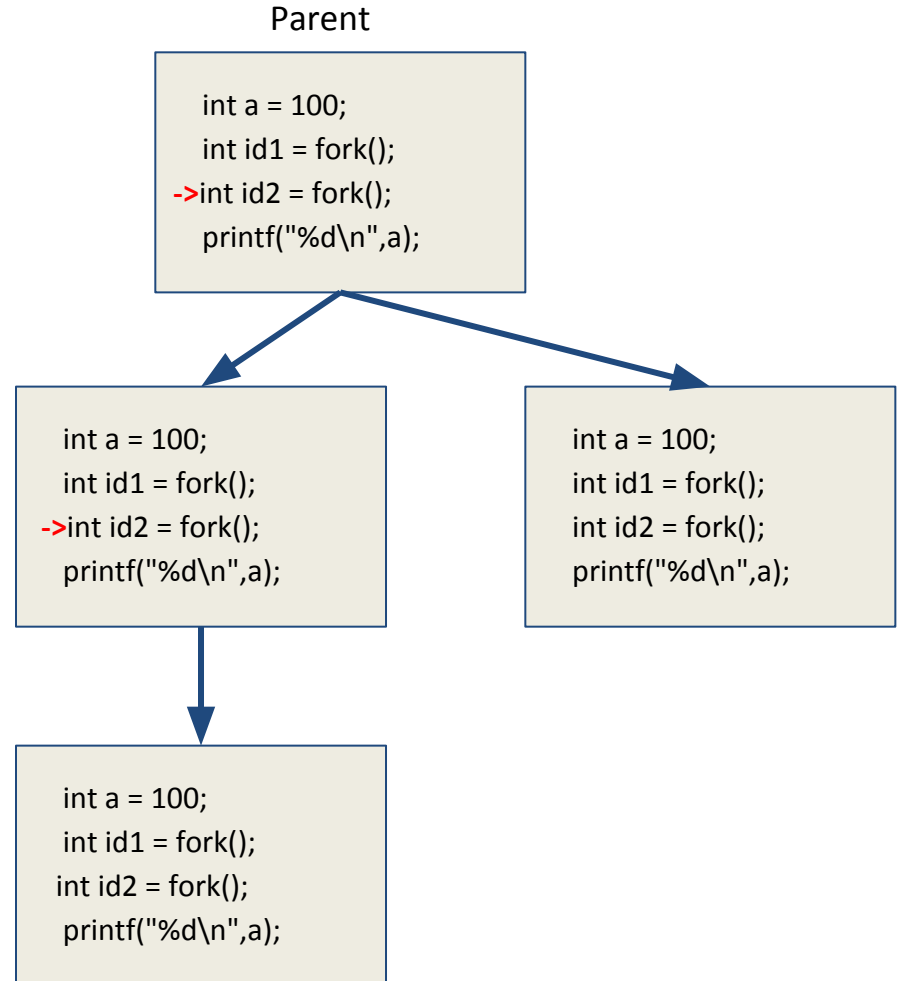 Parent
int a = 100;
int id1 = fork();
->int id2 = fork();
printf("%d\n",a);
int a = 100;
int id1 = fork();
->int id2 = fork();
printf("%d\n",a);
int a = 100;
int id1 = fork();
int id2 = fork();
printf("%d\n",a);
int a = 100;
int id1 = fork();
int id2 = fork();
printf("%d\n",a);